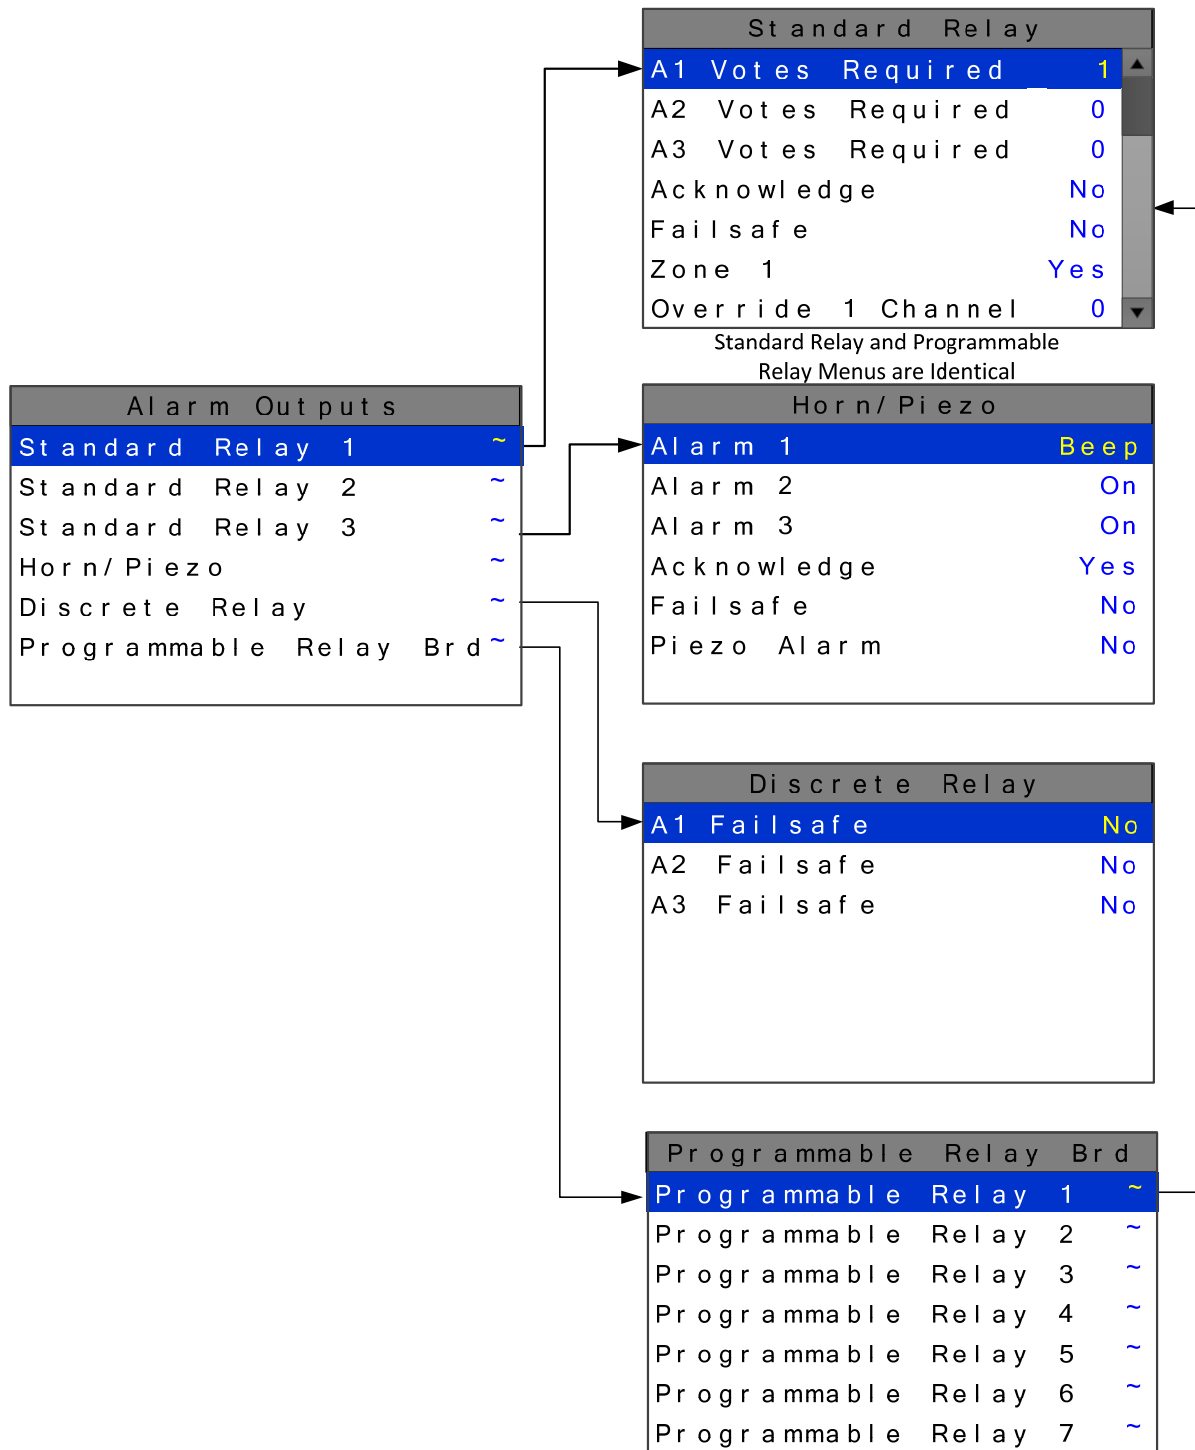 Standard Relay
A1 Votes Required 1
A2 Votes Required 0
A3 Votes Required 0
Acknowledge No
Failsafe No
Zone 1 Yes
Override 1 Channel 0
Standard Relay and Programmable
Relay Menus are Identical
Alarm Outputs
Standard Relay 1 ~
Standard Relay 2 ~
Standard Relay 3 ~
Horn/Piezo ~
Discrete Relay ~
Programmable Relay Brd ~
Horn/Piezo
Alarm 1 Beep
Alarm 2 On
Alarm 3 On
Acknowledge Yes
Failsafe No
Piezo Alarm No
Discrete Relay
A1 Failsafe No
A2 Failsafe No
A3 Failsafe No
Programmable Relay Brd
Programmable Relay 1 ~
Programmable Relay 2 ~
Programmable Relay 3 ~
Programmable Relay 4 ~
Programmable Relay 5 ~
Programmable Relay 6 ~
Programmable Relay 7 ~